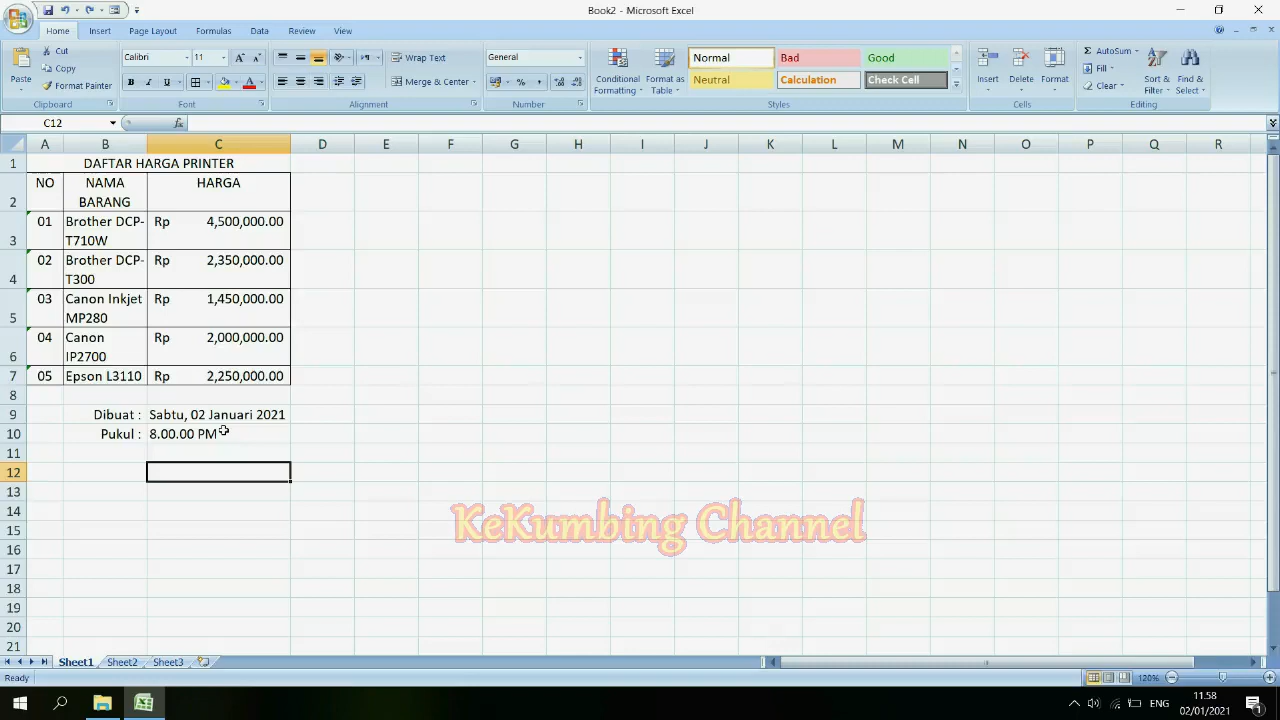 Book2 - Microsoft Excel
Home Insert Page Layout Formulas Data Review View
Cut Calibri 11 Wrap Text General Normal Bad Good AutoSum
Copy Fill
Paste Format Painter Merge & Center Conditional Formatting Format as Table Neutral Calculation Check Cell Insert Delete Format Clear Sort & Filter Find & Select
Clipboard Font Alignment Number Styles Cells Editing
C12 fx
A B C D E F G H I J K L M N O P Q R
1 DAFTAR HARGA PRINTER
NO NAMA HARGA
2 BARANG
01 Brother DCP- Rp 4,500,000.00
3 T710W
02 Brother DCP- Rp 2,350,000.00
4 T300
03 Canon Inkjet Rp 1,450,000.00
5 MP280
04 Canon Rp 2,000,000.00
6 IP2700
7 05 Epson L3110 Rp 2,250,000.00
8
9 Dibuat : Sabtu, 02 Januari 2021
10 Pukul : 8.00.00 PM
11
12
13
14 KeKumbing Channel
15
16
17
18
19
20
21
Sheet1 Sheet2 Sheet3
Ready 120%
ENG 11.58
02/01/2021
1